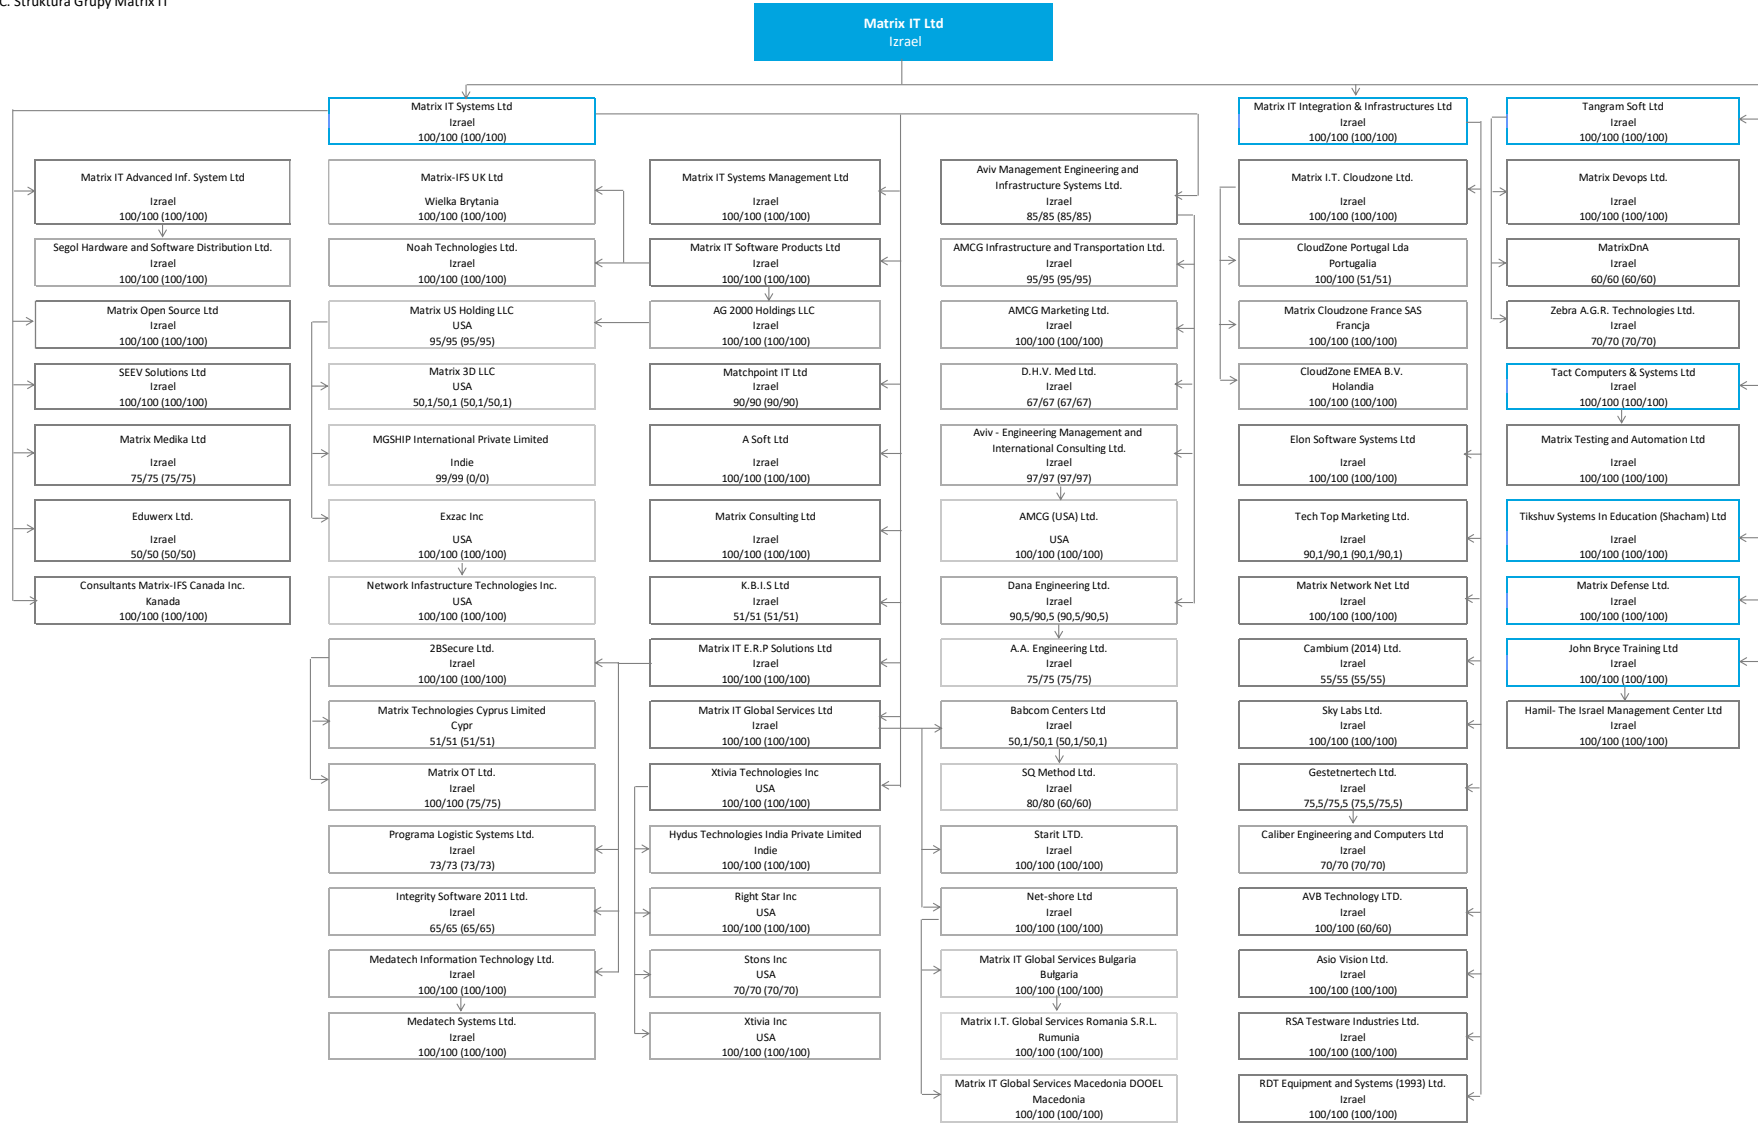 C. Struktura Grupy Matrix IT
Matrix IT Ltd
Izrael
Matrix IT Systems Ltd
Izrael
100/100 (100/100)
Matrix IT Integration & Infrastructures Ltd
Izrael
100/100 (100/100)
Tangram Soft Ltd
Izrael
100/100 (100/100)
Matrix IT Advanced Inf. System Ltd
Izrael
100/100 (100/100)
Segol Hardware and Software Distribution Ltd.
Izrael
100/100 (100/100)
Matrix Open Source Ltd
Izrael
100/100 (100/100)
SEEV Solutions Ltd
Izrael
100/100 (100/100)
Matrix Medika Ltd
Izrael
75/75 (75/75)
Eduwerx Ltd.
Izrael
50/50 (50/50)
Consultants Matrix-IFS Canada Inc.
Kanada
100/100 (100/100)
Matrix-IFS UK Ltd
Wielka Brytania
100/100 (100/100)
Noah Technologies Ltd.
Izrael
100/100 (100/100)
Matrix US Holding LLC
USA
95/95 (95/95)
Matrix 3D LLC
USA
50,1/50,1 (50,1/50,1)
MGSHIP International Private Limited
Indie
99/99 (0/0)
Exzac Inc
USA
100/100 (100/100)
Network Infastructure Technologies Inc.
USA
100/100 (100/100)
2BSecure Ltd.
Izrael
100/100 (100/100)
Matrix Technologies Cyprus Limited
Cypr
51/51 (51/51)
Matrix OT Ltd.
Izrael
100/100 (75/75)
Programa Logistic Systems Ltd.
Izrael
73/73 (73/73)
Integrity Software 2011 Ltd.
Izrael
65/65 (65/65)
Medatech Information Technology Ltd.
Izrael
100/100 (100/100)
Medatech Systems Ltd.
Izrael
100/100 (100/100)
Matrix IT Systems Management Ltd
Izrael
100/100 (100/100)
Matrix IT Software Products Ltd
Izrael
100/100 (100/100)
AG 2000 Holdings LLC
Izrael
100/100 (100/100)
Matchpoint IT Ltd
Izrael
90/90 (90/90)
A Soft Ltd
Izrael
100/100 (100/100)
Matrix Consulting Ltd
Izrael
100/100 (100/100)
K.B.I.S Ltd
Izrael
51/51 (51/51)
Matrix IT E.R.P Solutions Ltd
Izrael
100/100 (100/100)
Matrix IT Global Services Ltd
Izrael
100/100 (100/100)
Xtivia Technologies Inc
USA
100/100 (100/100)
Hydus Technologies India Private Limited
Indie
100/100 (100/100)
Right Star Inc
USA
100/100 (100/100)
Stons Inc
USA
70/70 (70/70)
Xtivia Inc
USA
100/100 (100/100)
Aviv Management Engineering and
Infrastructure Systems Ltd.
Izrael
85/85 (85/85)
AMCG Infrastructure and Transportation Ltd.
Izrael
95/95 (95/95)
AMCG Marketing Ltd.
Izrael
100/100 (100/100)
D.H.V. Med Ltd.
Izrael
67/67 (67/67)
Aviv - Engineering Management and
International Consulting Ltd.
Izrael
97/97 (97/97)
AMCG (USA) Ltd.
USA
100/100 (100/100)
Dana Engineering Ltd.
Izrael
90,5/90,5 (90,5/90,5)
A.A. Engineering Ltd.
Izrael
75/75 (75/75)
Babcom Centers Ltd
Izrael
50,1/50,1 (50,1/50,1)
SQ Method Ltd.
Izrael
80/80 (60/60)
Starit LTD.
Izrael
100/100 (100/100)
Net-shore Ltd
Izrael
100/100 (100/100)
Matrix IT Global Services Bulgaria
Bułgaria
100/100 (100/100)
Matrix I.T. Global Services Romania S.R.L.
Rumunia
100/100 (100/100)
Matrix IT Global Services Macedonia DOOEL
Macedonia
100/100 (100/100)
Matrix I.T. Cloudzone Ltd.
Izrael
100/100 (100/100)
CloudZone Portugal Lda
Portugalia
100/100 (51/51)
Matrix Cloudzone France SAS
Francja
100/100 (100/100)
CloudZone EMEA B.V.
Holandia
100/100 (100/100)
Elon Software Systems Ltd
Izrael
100/100 (100/100)
Tech Top Marketing Ltd.
Izrael
90,1/90,1 (90,1/90,1)
Matrix Network Net Ltd
Izrael
100/100 (100/100)
Cambium (2014) Ltd.
Izrael
55/55 (55/55)
Sky Labs Ltd.
Izrael
100/100 (100/100)
Gestetnertech Ltd.
Izrael
75,5/75,5 (75,5/75,5)
Caliber Engineering and Computers Ltd
Izrael
70/70 (70/70)
AVB Technology LTD.
Izrael
100/100 (60/60)
Asio Vision Ltd.
Izrael
100/100 (100/100)
RSA Testware Industries Ltd.
Izrael
100/100 (100/100)
RDT Equipment and Systems (1993) Ltd.
Izrael
100/100 (100/100)
Matrix Devops Ltd.
Izrael
100/100 (100/100)
MatrixDnA
Izrael
60/60 (60/60)
Zebra A.G.R. Technologies Ltd.
Izrael
70/70 (70/70)
Tact Computers & Systems Ltd
Izrael
100/100 (100/100)
Matrix Testing and Automation Ltd
Izrael
100/100 (100/100)
Tikshuv Systems In Education (Shacham) Ltd
Izrael
100/100 (100/100)
Matrix Defense Ltd.
Izrael
100/100 (100/100)
John Bryce Training Ltd
Izrael
100/100 (100/100)
Hamil- The Israel Management Center Ltd
Izrael
100/100 (100/100)